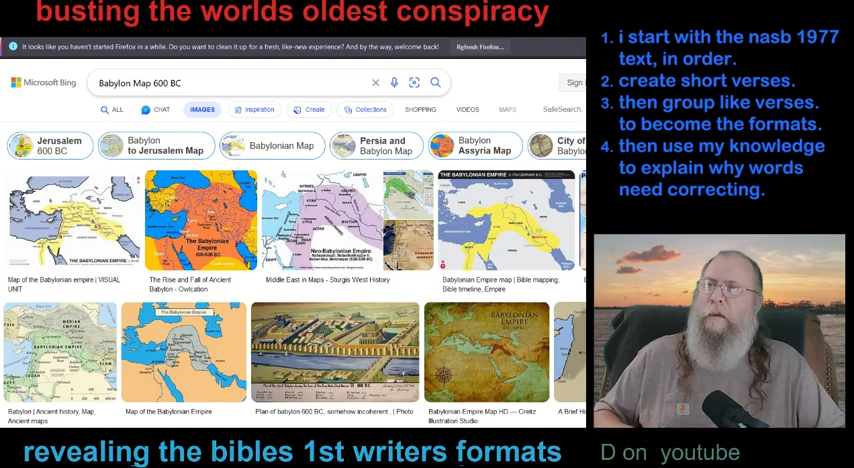 busting the worlds oldest conspiracy
It looks like you haven't started Firefox in a while. Do you want to clean it up for a fresh, like-new experience? And by the way, welcome back!
Refresh Firefox...
Microsoft Bing
Babylon Map 600 BC
Sign
ALL
CHAT
IMAGES
Inspiration
Create
Collections
SHOPPING
VIDEOS
MAPS
SafeSearch.
Jerusalem
600 BC
Babylon
to Jerusalem Map
Babylonian Map
Persia and
Babylon Map
Babylon
Assyria Map
City of
Babylon
The Babylonian
Empire
Neo-Babylonian Empire
THE BABYLONIAN EMPIRE
Map of the Babylonian empire | VISUAL
UNIT
The Rise and Fall of Ancient
Babylon - Owlcation
Middle East in Maps - Sturgis West History
Babylonian Empire map | Bible mapping,
Bible timeline, Empire
The Babylonian Empire
BABYLONIAN
EMPIRE
Babylon | Ancient history, Map,
Ancient maps
Map of the Babylonian Empire
Plan of babylon 600 BC, somehow incoherent. | Photo
Babylonian Empire Map HD — Creitz
Illustration Studio
A Brief Hi
1. i start with the nasb 1977
text, in order.
2. create short verses.
3. then group like verses.
to become the formats.
4. then use my knowledge
to explain why words
need correcting.
revealing the bibles 1st writers formats
D on youtube